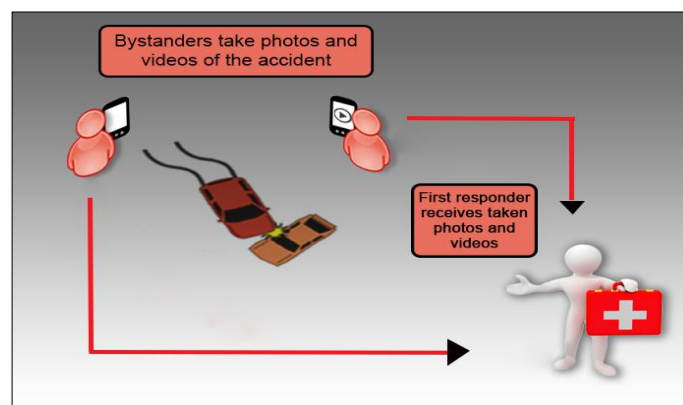 Bystanders take photos and
videos of the accident
First responder
receives taken
photos and
videos